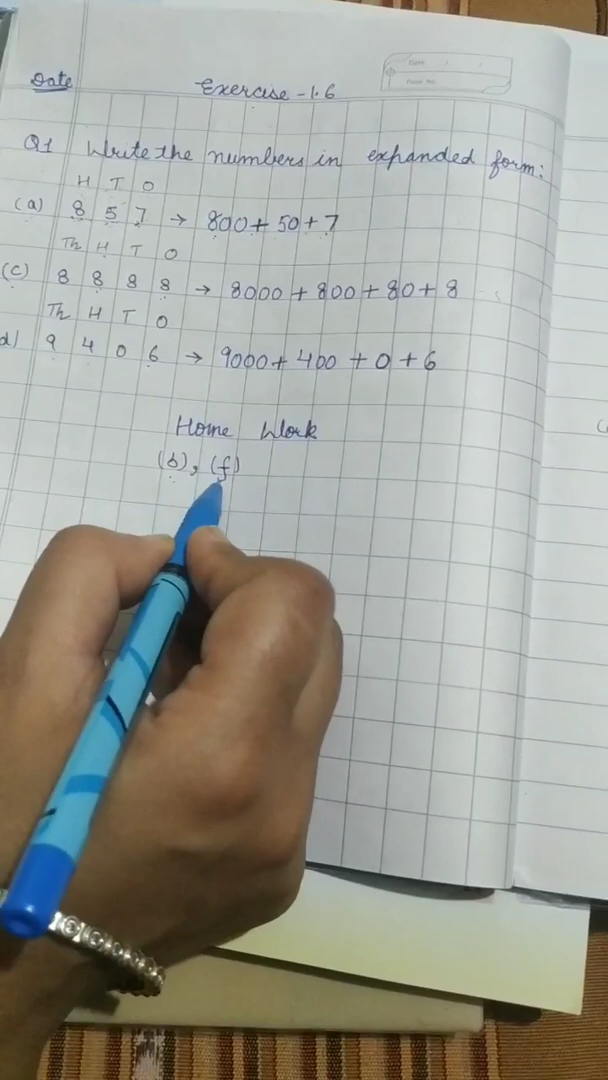 Date Exercise - 1.6
Q1 Write the numbers in expanded form:
H T O
(a) 8 5 7 → 800 + 50 + 7
Th H T O
(c) 8 8 8 8 → 8000 + 800 + 80 + 8
Th H T O
d) 9 4 0 6 → 9000 + 400 + 0 + 6
Home Work
(b), (f)